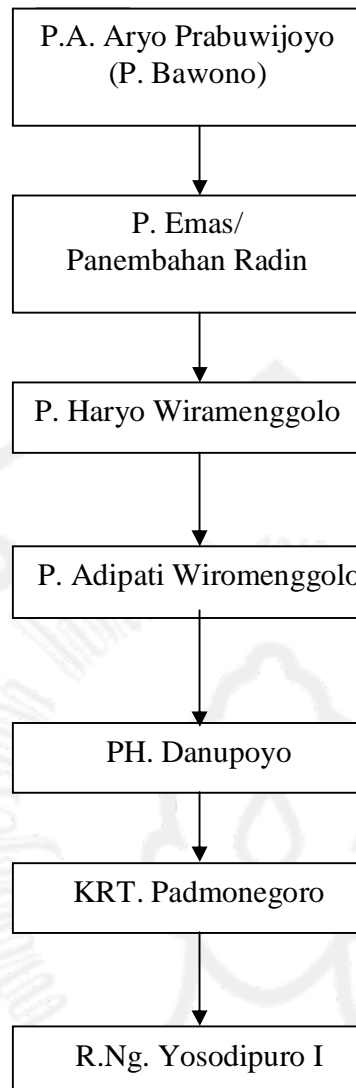 P.A. Aryo Prabuwijoyo
(P. Bawono)
P. Emas/
Panembahan Radin
P. Haryo Wiramenggolo
P. Adipati Wiromenggolo
PH. Danupoyo
KRT. Padmonegoro
R.Ng. Yosodipuro I